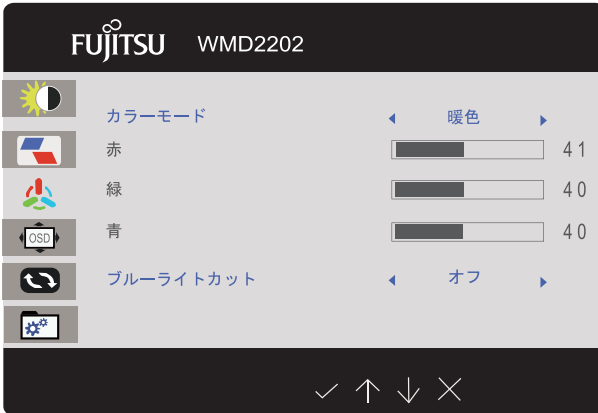 FUJITSU WMD2202
カラーモード 暖色
赤 41
緑 40
青 40
OSD
ブルーライトカット オフ